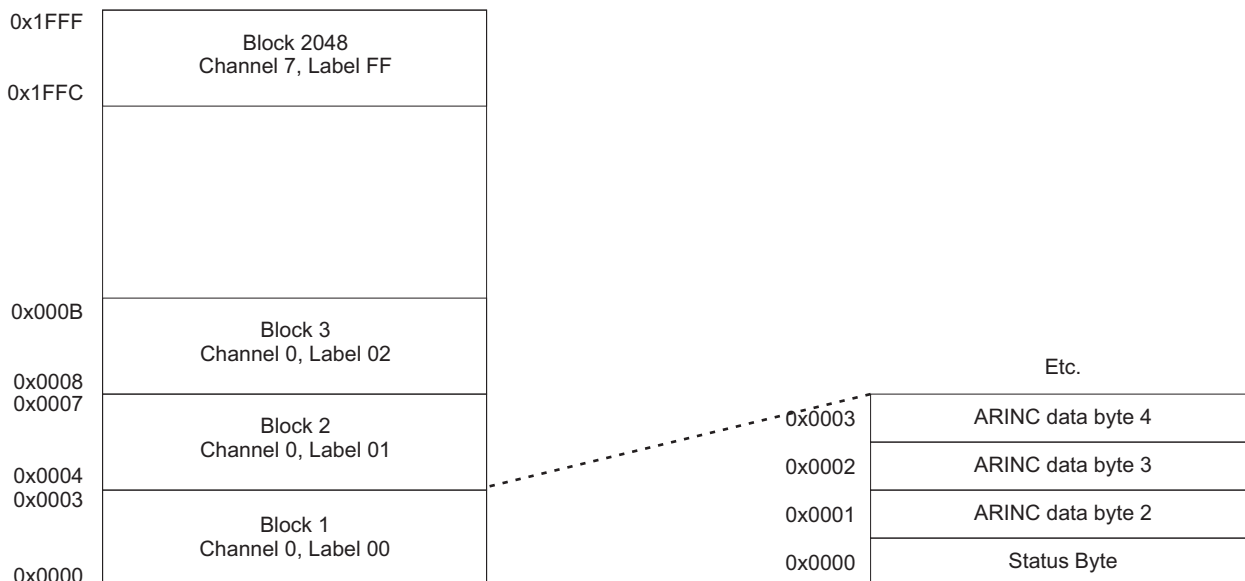 0x1FFF
Block 2048
Channel 7, Label FF
0x1FFC
0x000B
Block 3
Channel 0, Label 02
0x0008
0x0007
Block 2
Channel 0, Label 01
0x0004
0x0003
Block 1
Channel 0, Label 00
0x0000
Etc.
0x0003 ARINC data byte 4
0x0002 ARINC data byte 3
0x0001 ARINC data byte 2
0x0000 Status Byte